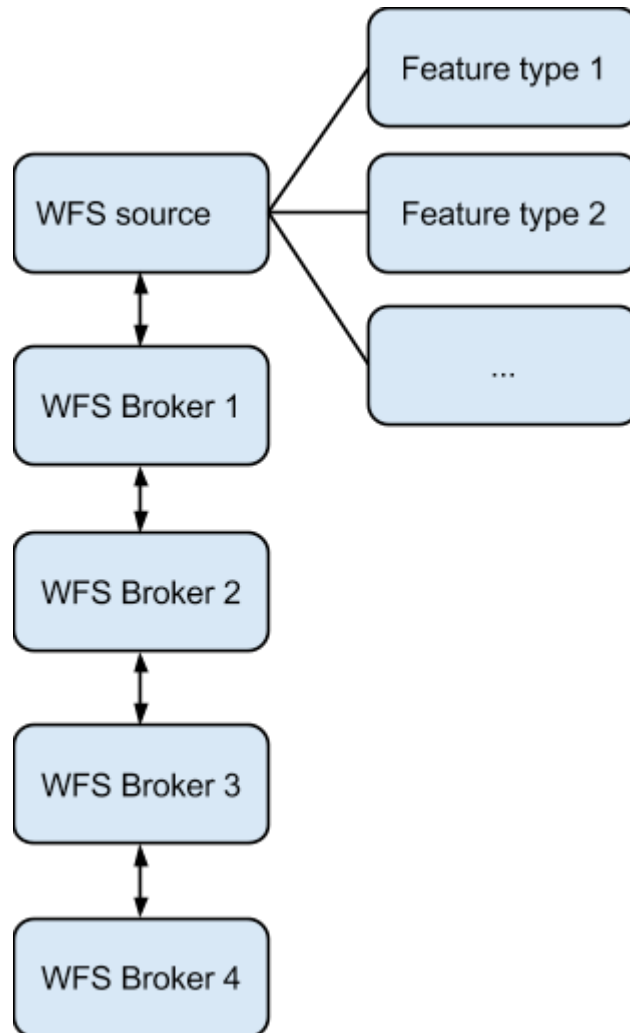 Feature type 1
WFS source
Feature type 2
...
WFS Broker 1
WFS Broker 2
WFS Broker 3
WFS Broker 4